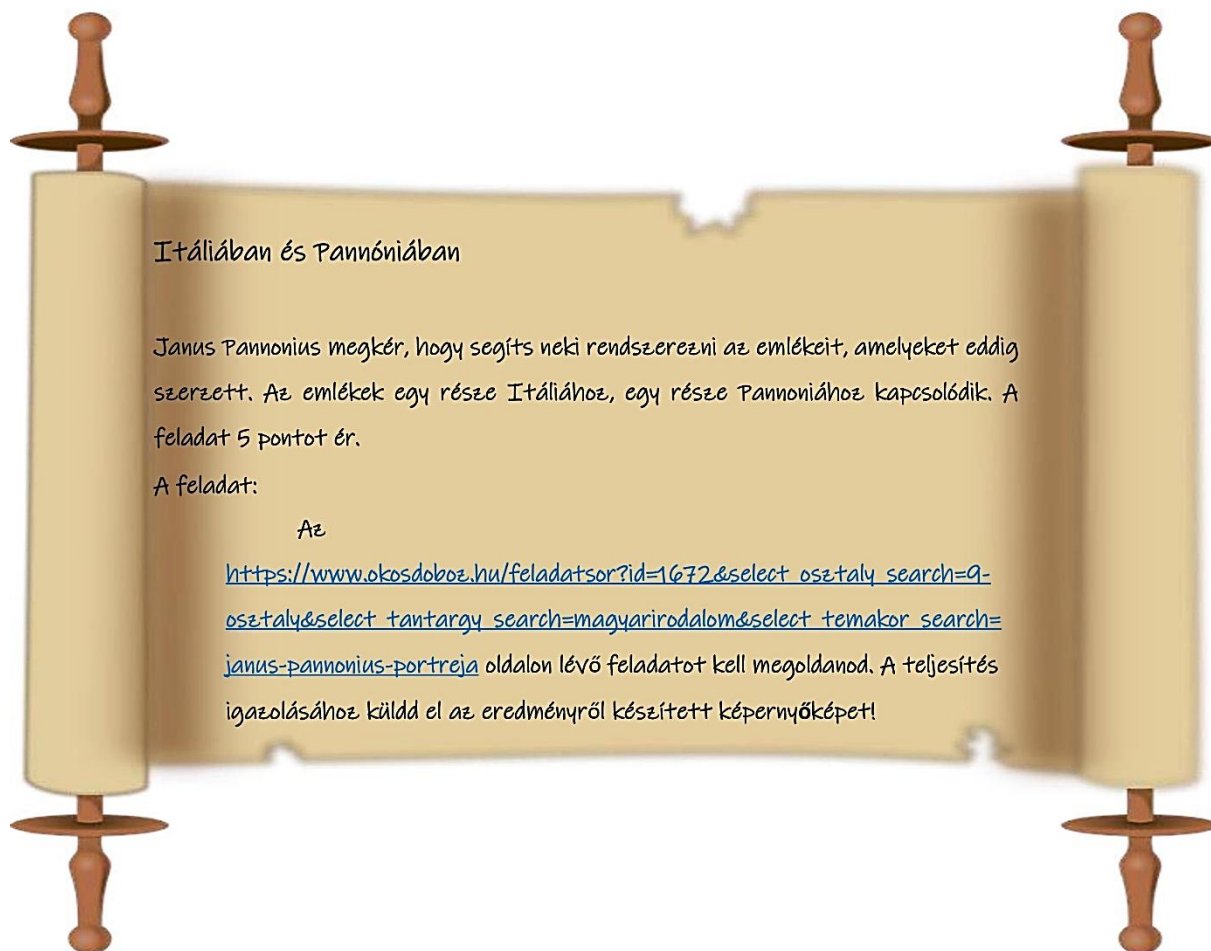 Itáliában és Pannóniában
Janus Pannonius megkér, hogy segíts neki rendszerezni az emlékeit, amelyeket eddig
szerzett. Az emlékek egy része Itáliához, egy része Pannoniához kapcsolódik. A
feladat 5 pontot ér.
A feladat:
Az
https://www.okosdoboz.hu/feladatsor?id=1672&select_osztaly_search=9-
osztaly&select_tantargy_search=magyarirodalom&select_temakor_search=
janus-pannonius-portreja oldalon lévő feladatot kell megoldanod. A teljesítés
igazolásához küldd el az eredményről készített képernyőképet!